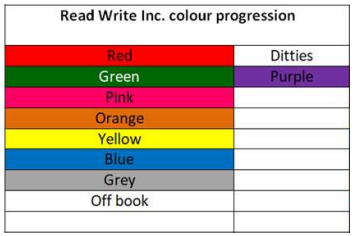 Read Write Inc. colour progression
Red Ditties
Green Purple
Pink
Orange
Yellow
Blue
Grey
Off book